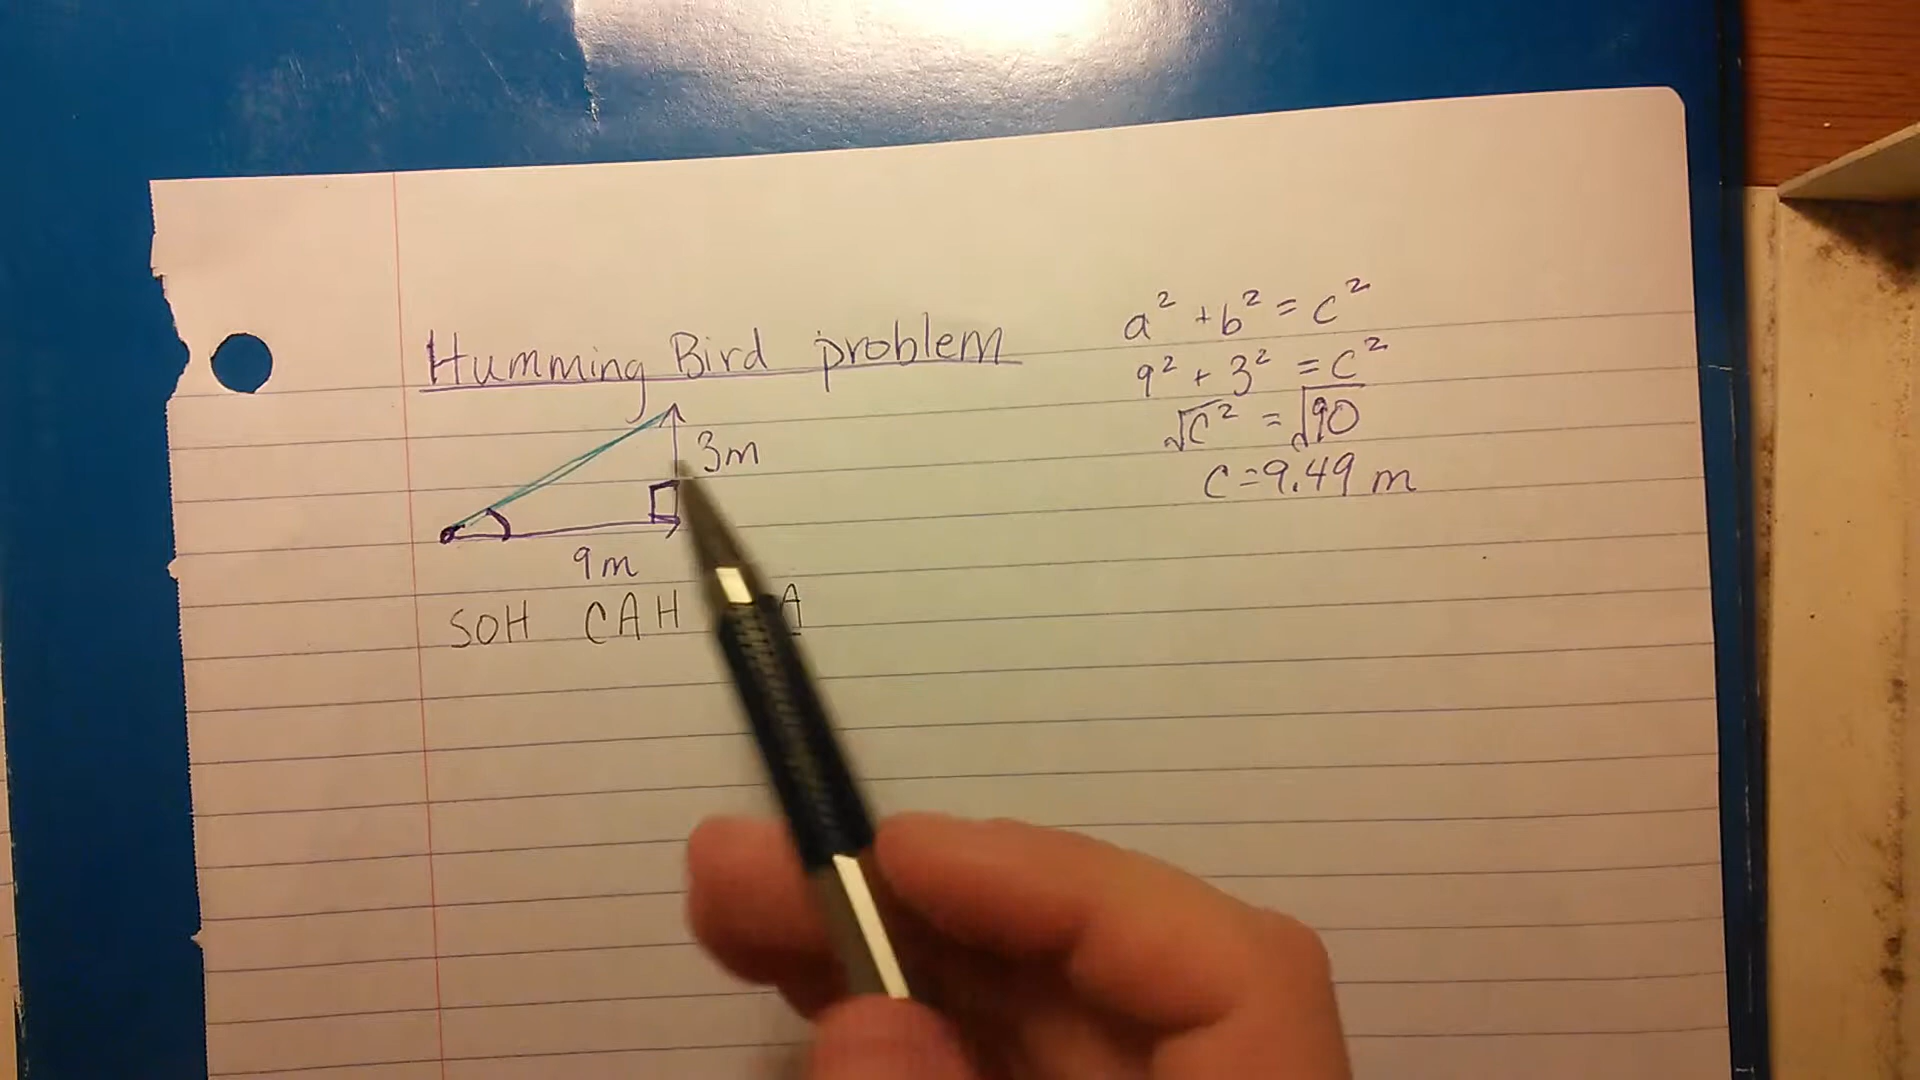 Humming Bird problem
3m
9m
SOH CAH A
a² + b² = c²
9² + 3² = c²
√c² = √90
c = 9.49 m